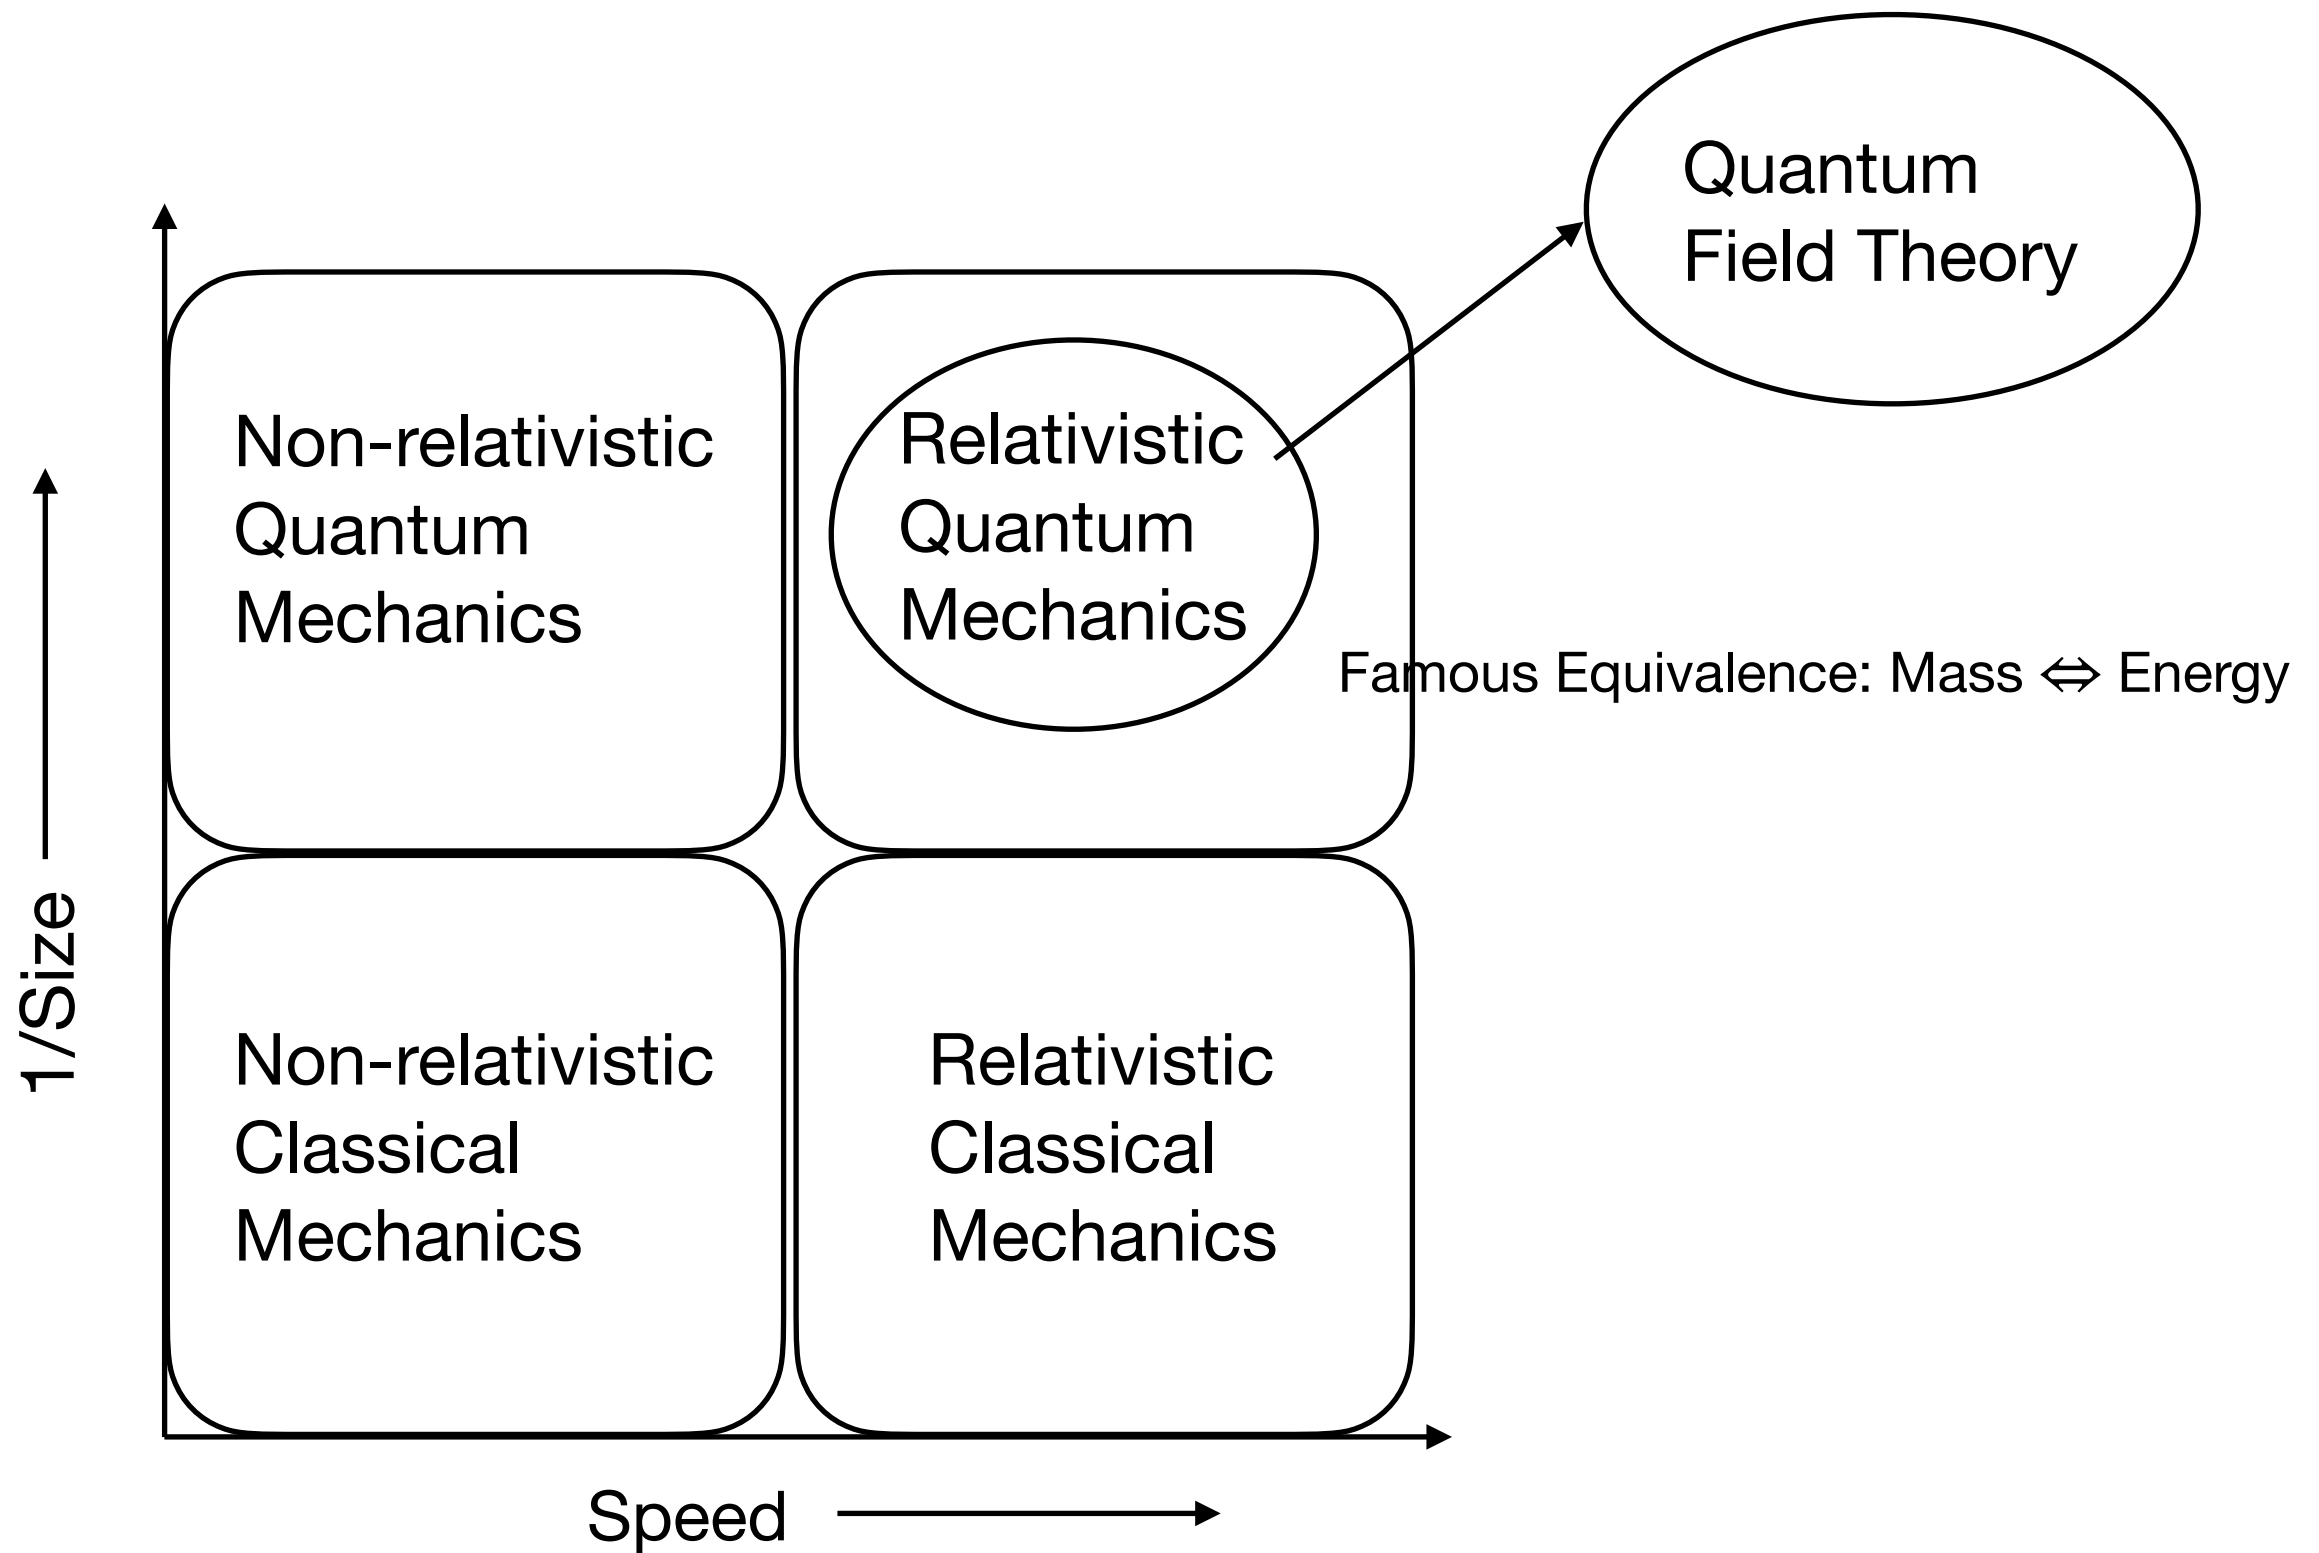 Quantum
Field Theory
Non-relativistic
Quantum
Mechanics
Relativistic
Quantum
Mechanics
Famous Equivalence: Mass ⇔ Energy
1/Size
Non-relativistic
Classical
Mechanics
Relativistic
Classical
Mechanics
Speed